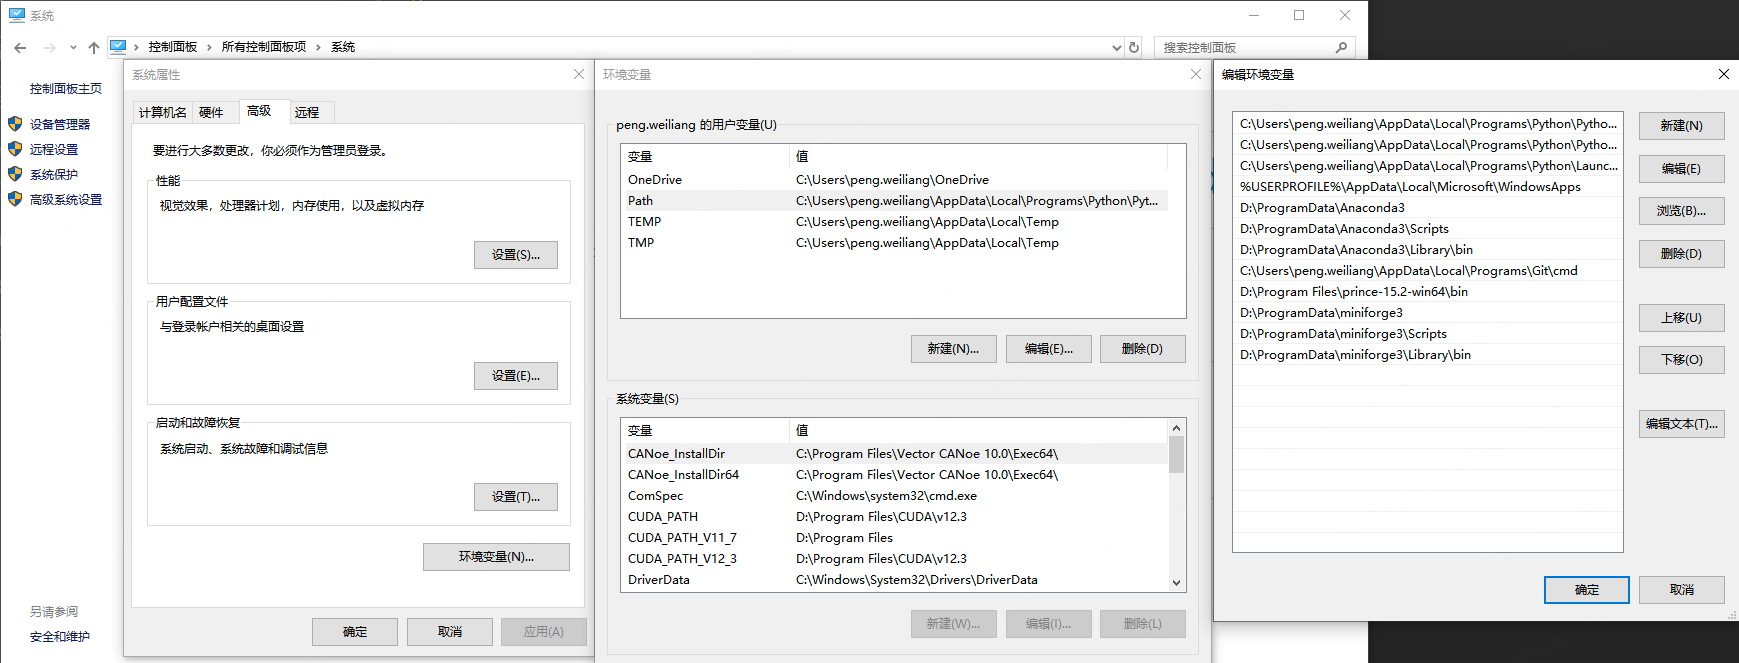 系统
控制面板 › 所有控制面板项 › 系统
搜索控制面板
控制面板主页
设备管理器
远程设置
系统保护
高级系统设置
另请参阅
安全和维护
系统属性
计算机名 硬件 高级 远程
要进行大多数更改，你必须作为管理员登录。
性能
视觉效果，处理器计划，内存使用，以及虚拟内存
设置(S)...
用户配置文件
与登录帐户相关的桌面设置
设置(E)...
启动和故障恢复
系统启动、系统故障和调试信息
设置(T)...
环境变量(N)...
确定 取消 应用(A)
环境变量
peng.weiliang 的用户变量(U)
变量 值
OneDrive C:\Users\peng.weiliang\OneDrive
Path C:\Users\peng.weiliang\AppData\Local\Programs\Python\Pyt...
TEMP C:\Users\peng.weiliang\AppData\Local\Temp
TMP C:\Users\peng.weiliang\AppData\Local\Temp
新建(N)... 编辑(E)... 删除(D)
系统变量(S)
变量 值
CANoe_InstallDir C:\Program Files\Vector CANoe 10.0\Exec64\
CANoe_InstallDir64 C:\Program Files\Vector CANoe 10.0\Exec64\
ComSpec C:\Windows\system32\cmd.exe
CUDA_PATH D:\Program Files\CUDA\v12.3
CUDA_PATH_V11_7 D:\Program Files
CUDA_PATH_V12_3 D:\Program Files\CUDA\v12.3
DriverData C:\Windows\System32\Drivers\DriverData
新建(W)... 编辑(I)... 删除(L)
编辑环境变量
C:\Users\peng.weiliang\AppData\Local\Programs\Python\Pytho...
C:\Users\peng.weiliang\AppData\Local\Programs\Python\Pytho...
C:\Users\peng.weiliang\AppData\Local\Programs\Python\Launc...
%USERPROFILE%\AppData\Local\Microsoft\WindowsApps
D:\ProgramData\Anaconda3
D:\ProgramData\Anaconda3\Scripts
D:\ProgramData\Anaconda3\Library\bin
C:\Users\peng.weiliang\AppData\Local\Programs\Git\cmd
D:\Program Files\prince-15.2-win64\bin
D:\ProgramData\miniforge3
D:\ProgramData\miniforge3\Scripts
D:\ProgramData\miniforge3\Library\bin
新建(N)
编辑(E)
浏览(B)...
删除(D)
上移(U)
下移(O)
编辑文本(T)...
确定 取消